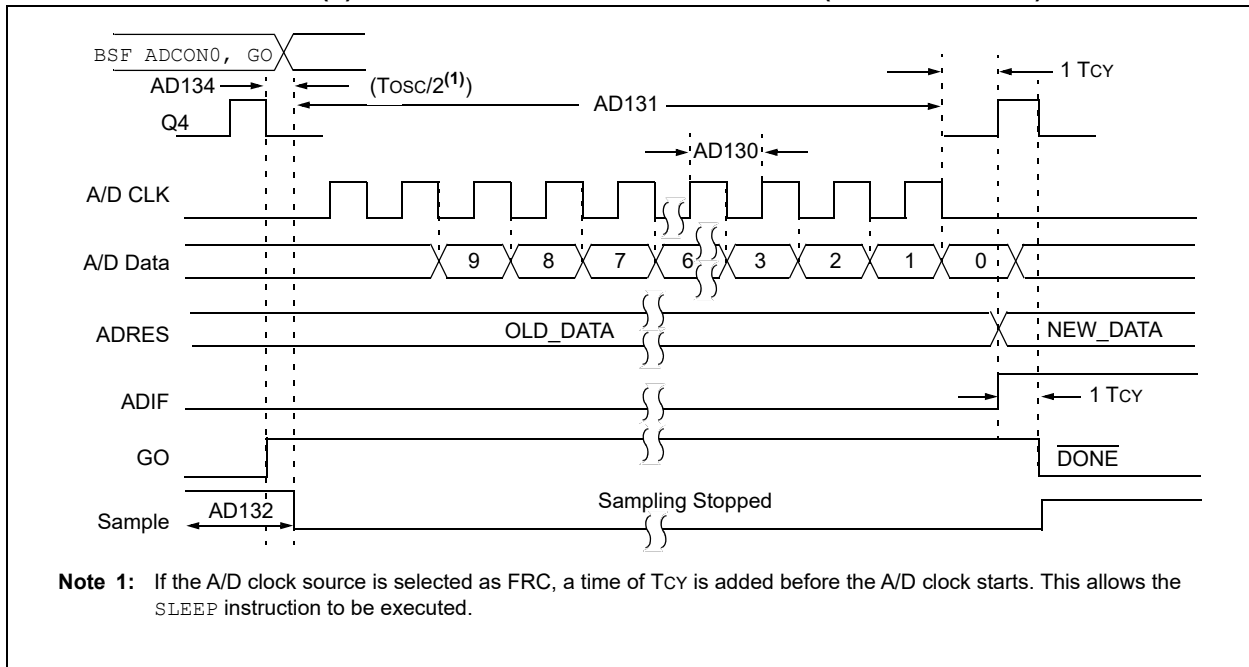 BSF ADCON0, GO
AD134
(TOSC/2(1))
1 TCY
AD131
Q4
AD130
A/D CLK
A/D Data
9 8 7 6 3 2 1 0
ADRES
OLD_DATA
NEW_DATA
ADIF
1 TCY
GO
DONE
Sampling Stopped
Sample
AD132
Note 1: If the A/D clock source is selected as FRC, a time of TCY is added before the A/D clock starts. This allows the
SLEEP instruction to be executed.